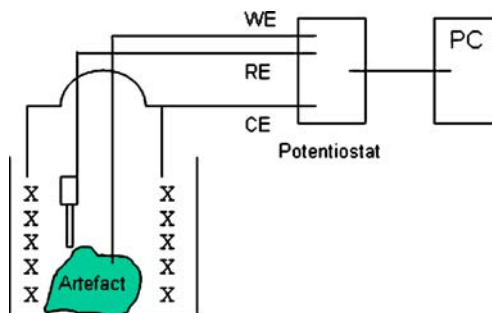 WE
PC
RE
CE
Potentiostat
X X
X X
X X
X X
Artefact
X X